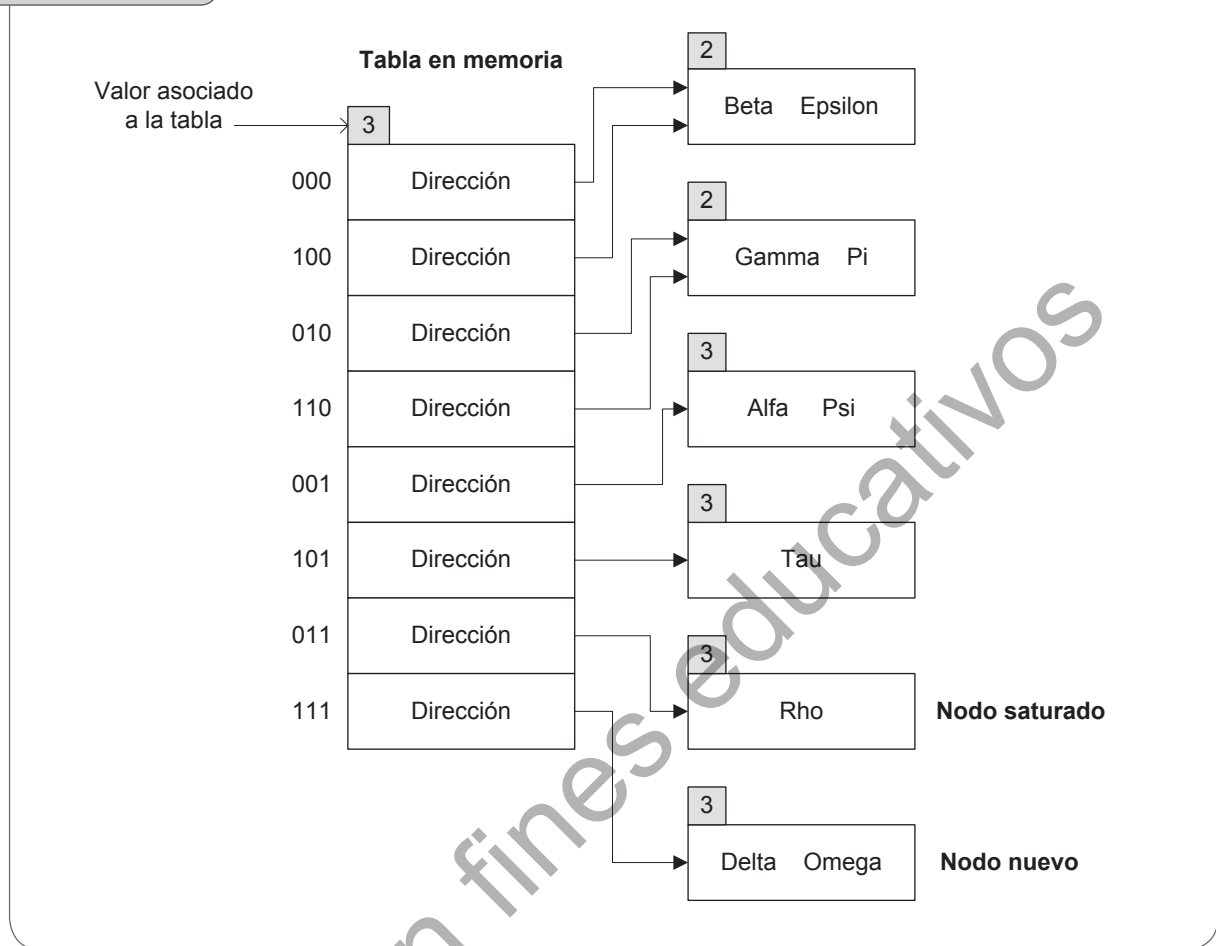 Tabla en memoria
Valor asociado
a la tabla
3
000 Dirección
100 Dirección
010 Dirección
110 Dirección
001 Dirección
101 Dirección
011 Dirección
111 Dirección
2
Beta Epsilon
2
Gamma Pi
3
Alfa Psi
3
Tau
3
Rho
Nodo saturado
3
Delta Omega
Nodo nuevo
fines educativos